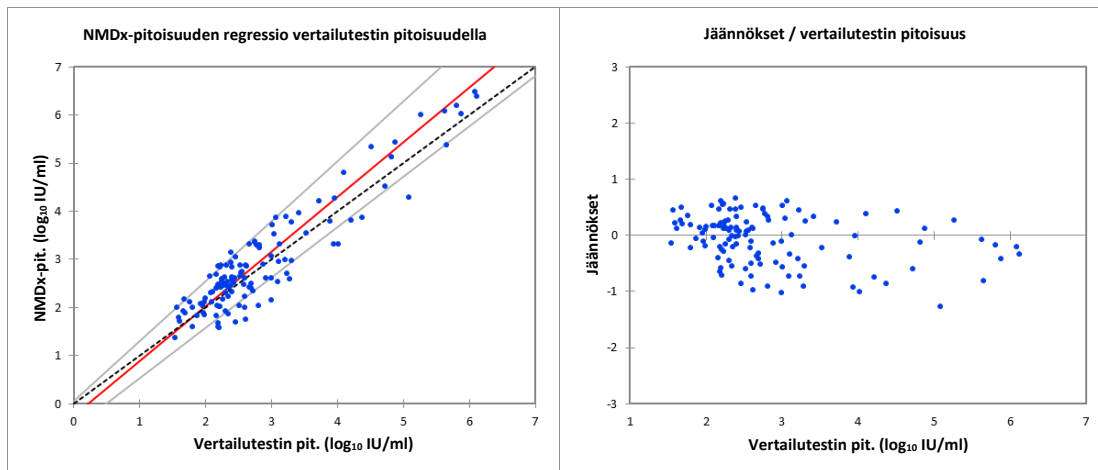 NMDx-pitoisuuden regressio vertailutestin pitoisuudella
7
6
5
4
3
2
1
0
0 1 2 3 4 5 6 7
NMDx-pit. (log₁₀ IU/ml)
Vertailutestin pit. (log₁₀ IU/ml)
Jäännökset / vertailutestin pitoisuus
3
2
1
0
-1
-2
-3
1 2 3 4 5 6 7
Jäännökset
Vertailutestin pit. (log₁₀ IU/ml)